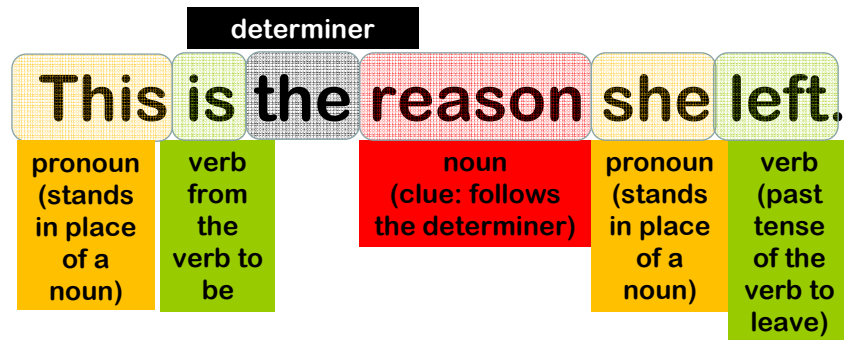 determiner
This is the reason she left.
pronoun
(stands
in place
of a
noun)
verb
from
the
verb to
be
noun
(clue: follows
the determiner)
pronoun
(stands
in place
of a
noun)
verb
(past
tense
of the
verb to
leave)